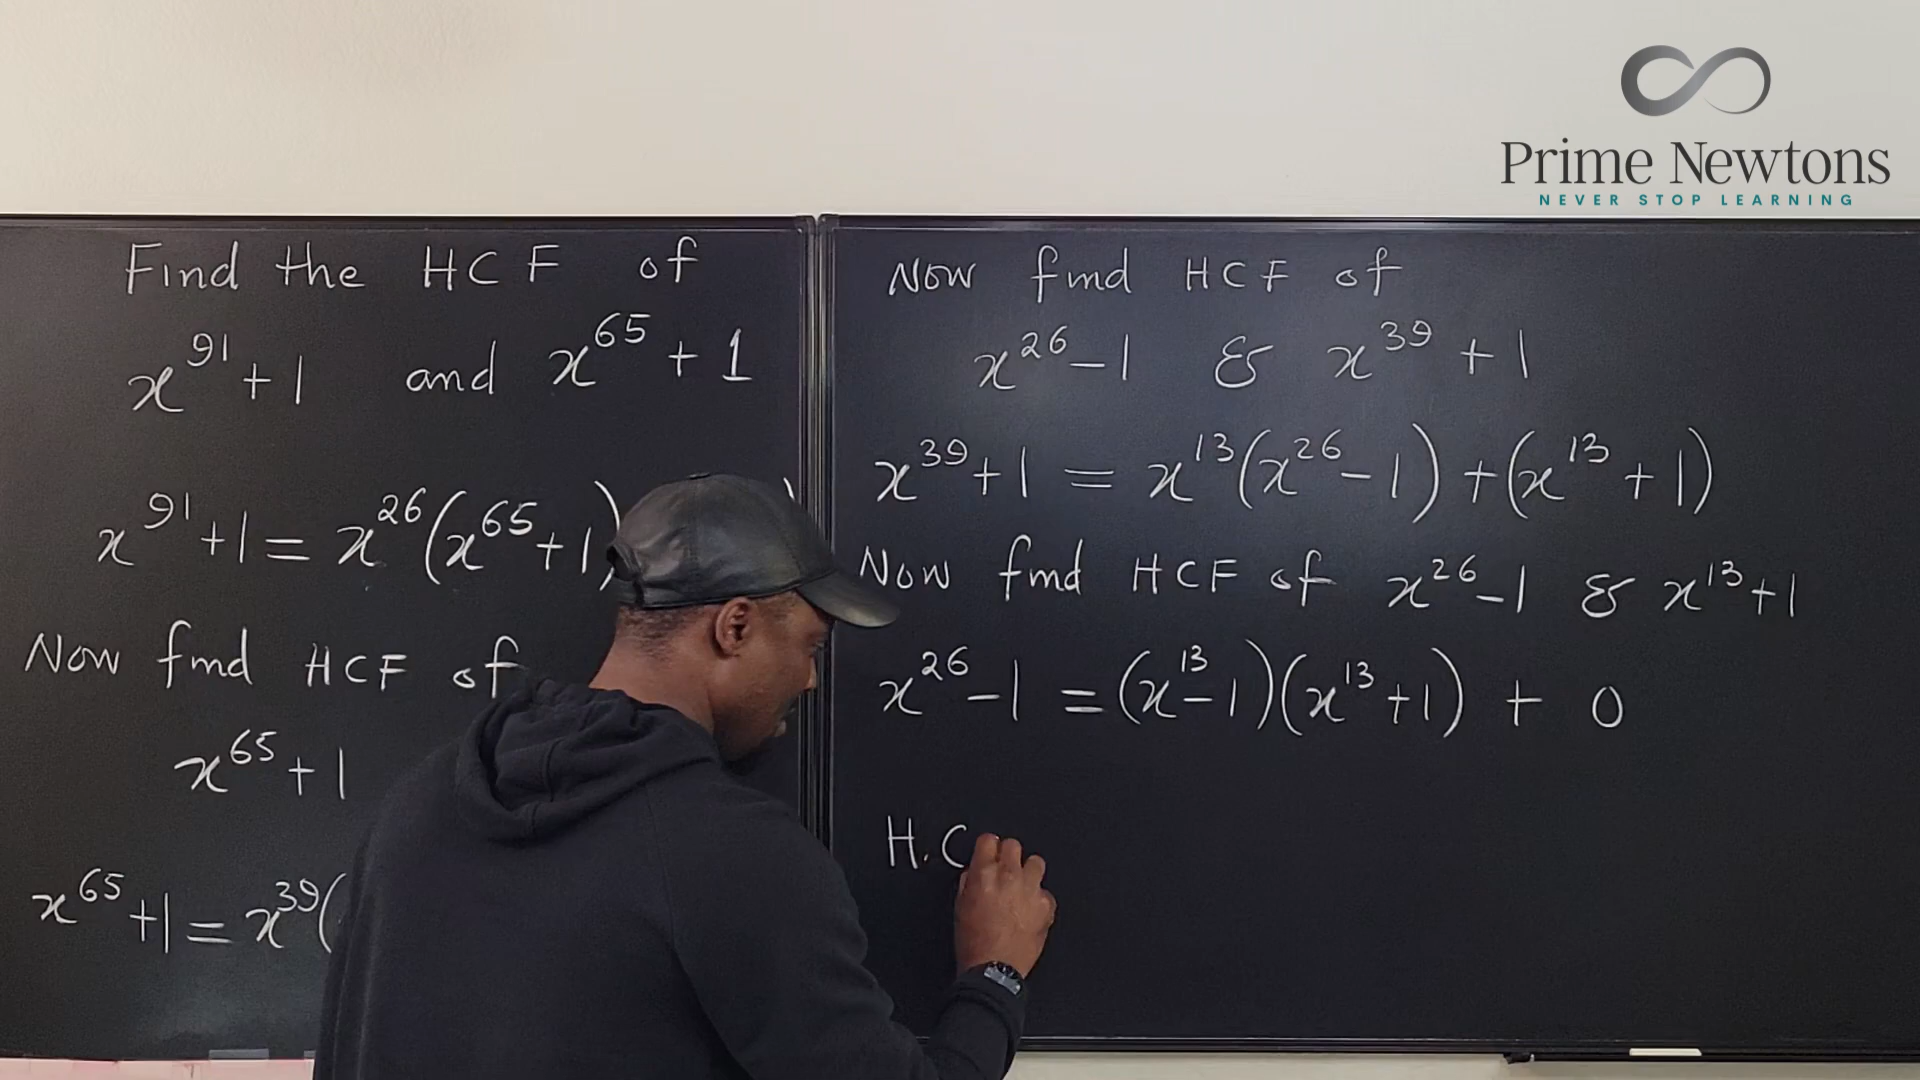 Prime Newtons
NEVER STOP LEARNING
Find the HCF of
x^91 + 1 and x^65 + 1
x^91 + 1 = x^26 (x^65 + 1)
Now find HCF of
x^65 + 1
x^65 + 1 = x^39 (
Now find HCF of
x^26 - 1 & x^39 + 1
x^39 + 1 = x^13 (x^26 - 1) + (x^13 + 1)
Now find HCF of x^26 - 1 & x^13 + 1
x^26 - 1 = (x^13 - 1)(x^13 + 1) + 0
H.C